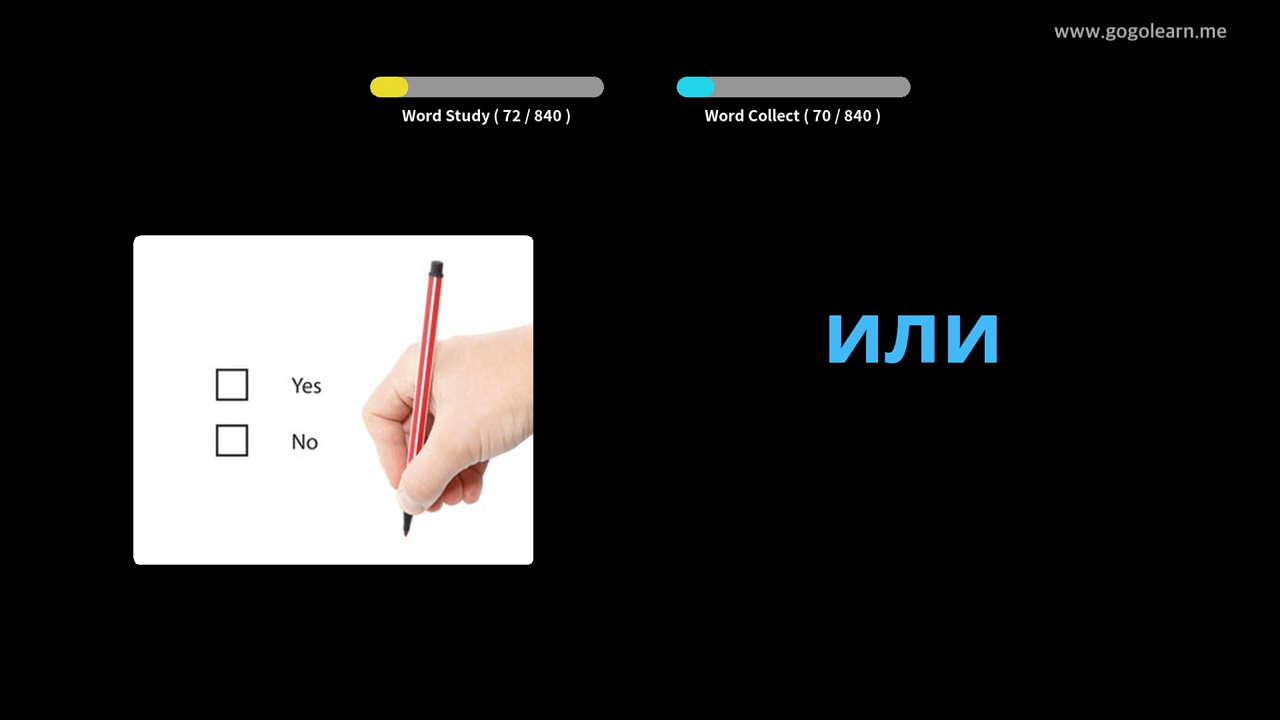 www.gogolearn.me
Word Study ( 72 / 840 )
Word Collect ( 70 / 840 )
или
Yes
No